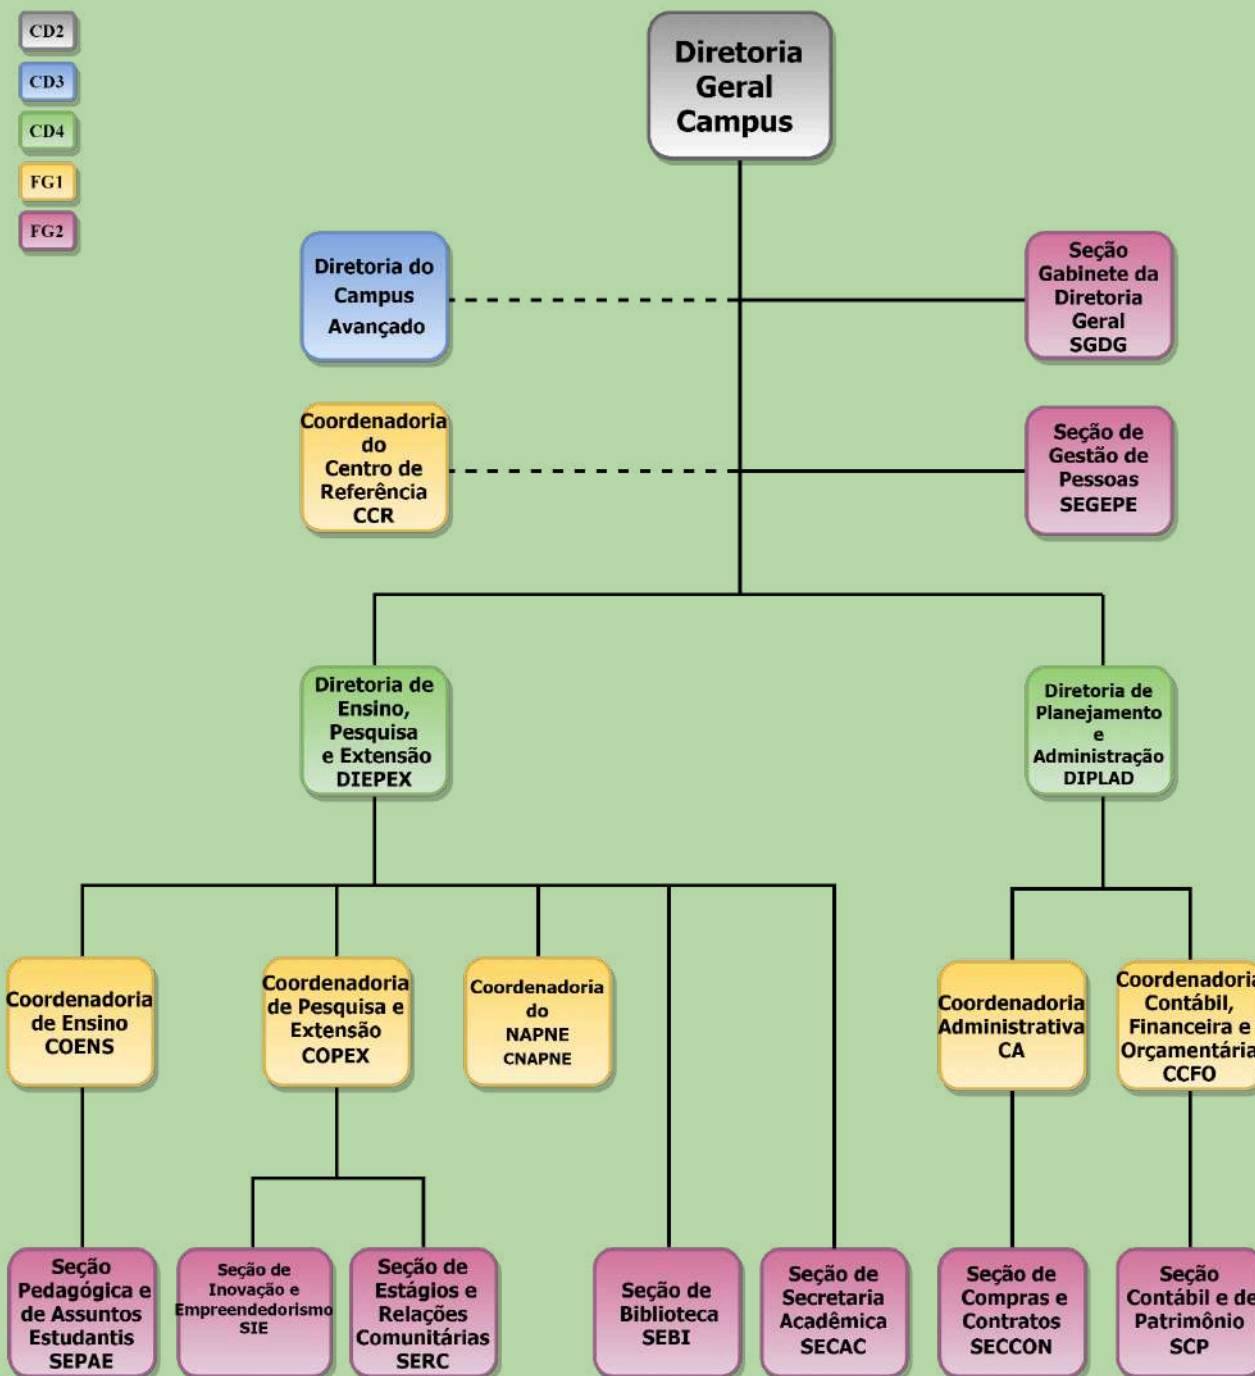 CD2
CD3
CD4
FG1
FG2
Diretoria
Geral
Campus
Diretoria do
Campus
Avançado
Seção
Gabinete da
Diretoria
Geral
SGDG
Coordenadoria
do
Centro de
Referência
CCR
Seção de
Gestão de
Pessoas
SEGEPE
Diretoria de
Ensino,
Pesquisa
e Extensão
DIEPEX
Diretoria de
Planejamento
e
Administração
DIPLAD
Coordenadoria
de Ensino
COENS
Coordenadoria
de Pesquisa e
Extensão
COPEX
Coordenadoria
do
NAPNE
CNAPNE
Coordenadoria
Administrativa
CA
Coordenadoria
Contábil,
Financeira e
Orçamentária
CCFO
Seção
Pedagógica e
de Assuntos
Estudantis
SEPAE
Seção de
Inovação e
Empreendedorismo
SIE
Seção de
Estágios e
Relações
Comunitárias
SERC
Seção de
Biblioteca
SEBI
Seção de
Secretaria
Acadêmica
SECAC
Seção de
Compras e
Contratos
SECCON
Seção
Contábil e de
Patrimônio
SCP